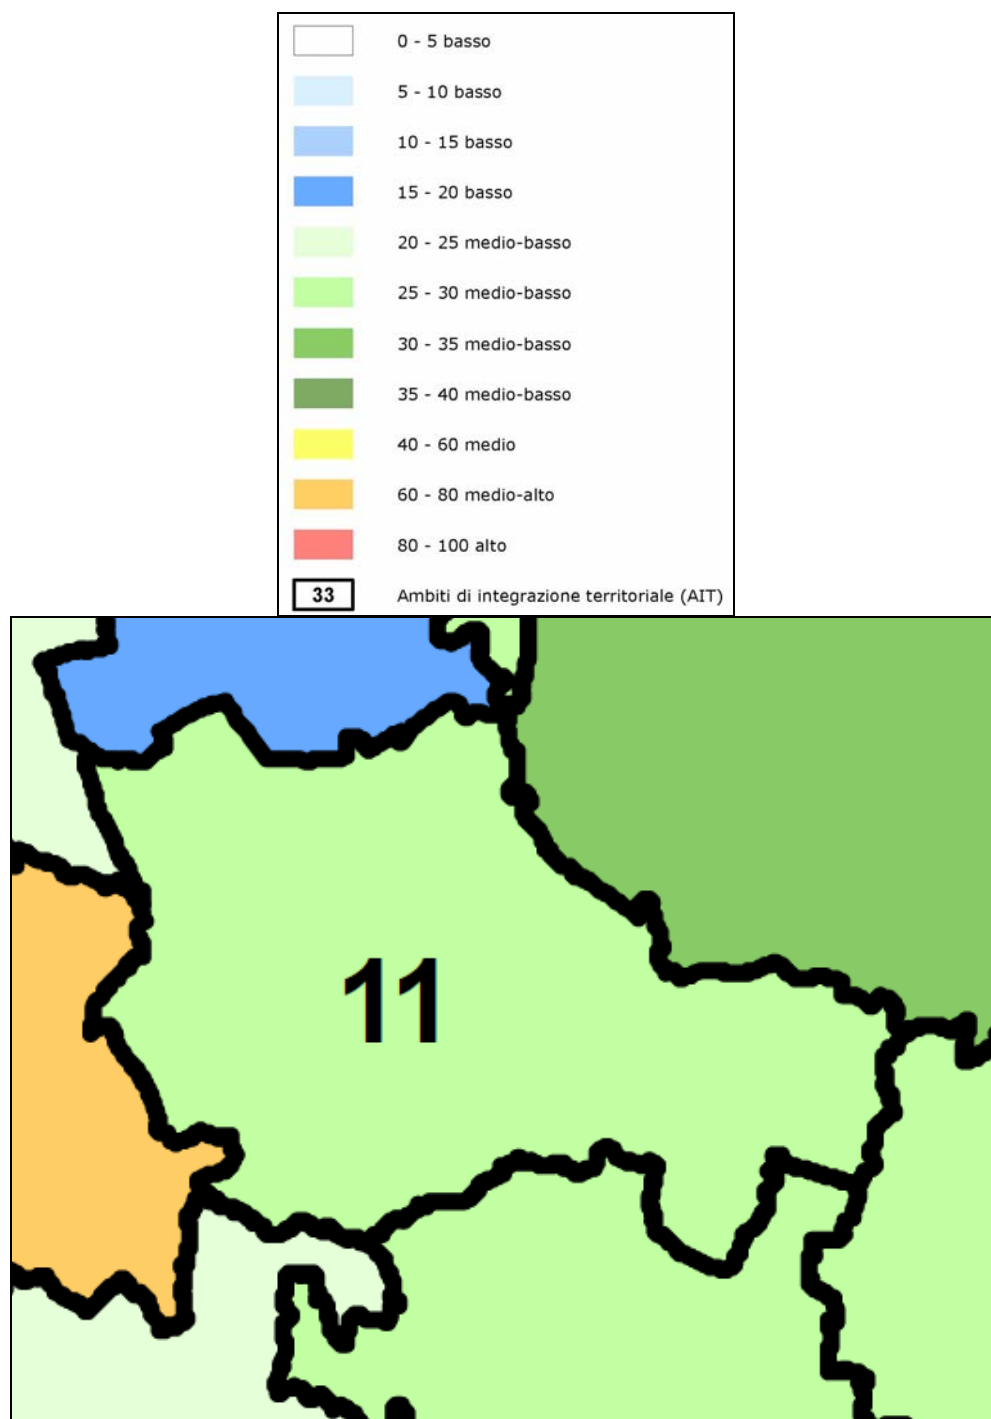 0 - 5 basso
5 - 10 basso
10 - 15 basso
15 - 20 basso
20 - 25 medio-basso
25 - 30 medio-basso
30 - 35 medio-basso
35 - 40 medio-basso
40 - 60 medio
60 - 80 medio-alto
80 - 100 alto
33 Ambiti di integrazione territoriale (AIT)
11